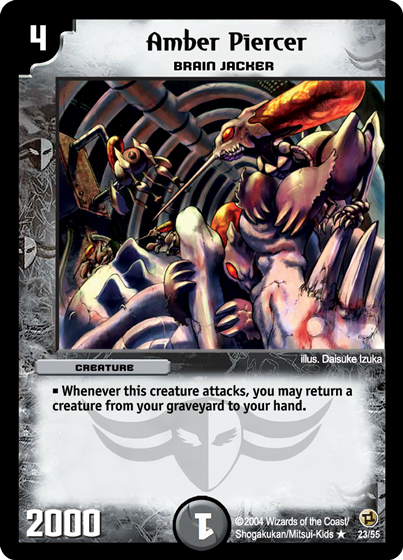 4
Amber Piercer
BRAIN JACKER
illus. Daisuke Izuka
CREATURE
▪ Whenever this creature attacks, you may return a
creature from your graveyard to your hand.
2000
1
©2004 Wizards of the Coast/
Shogakukan/Mitsui-Kids ★ 23/55